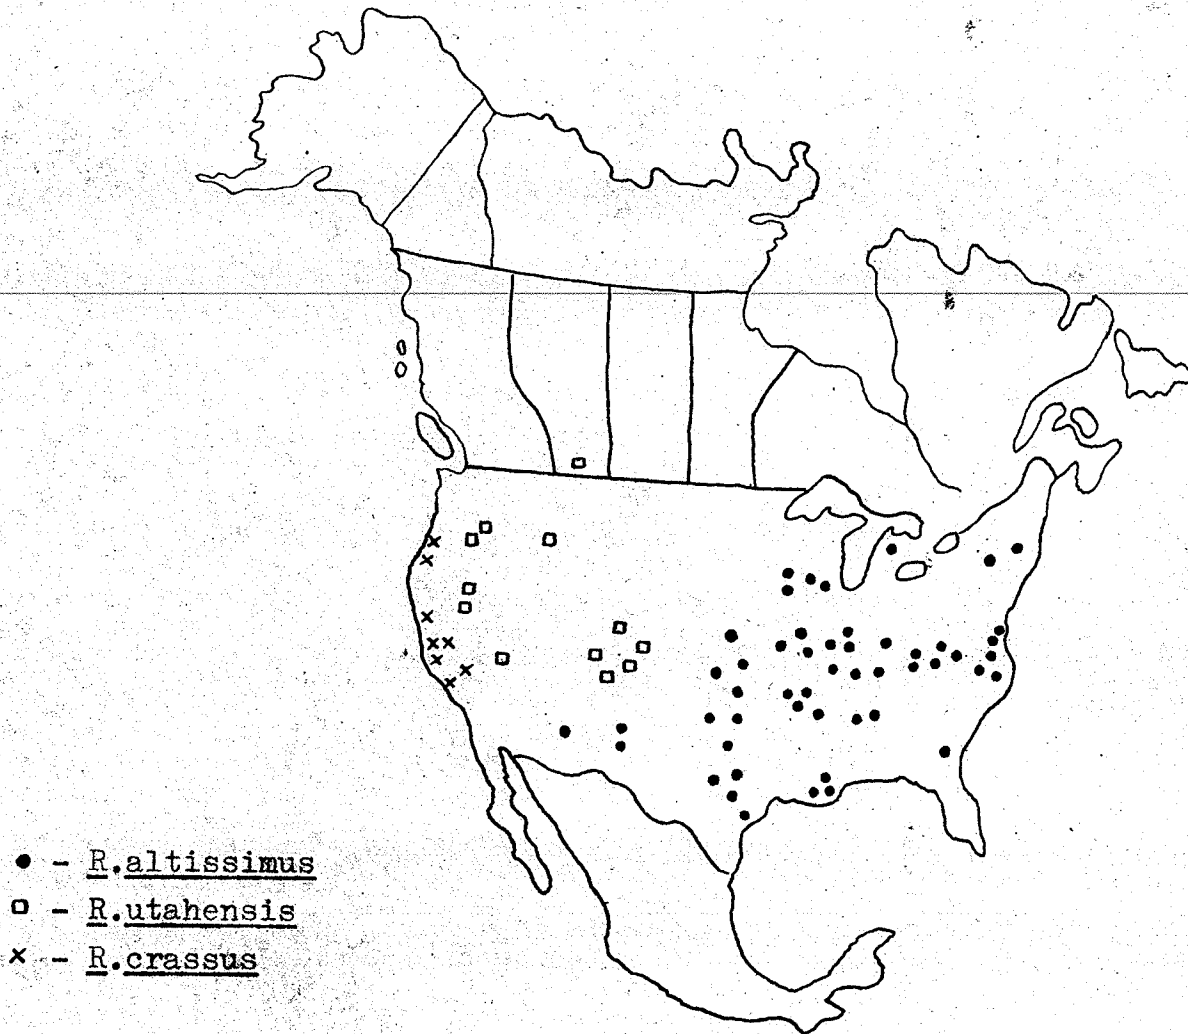 ● - R.altissimus
□ - R.utahensis
× - R.crassus